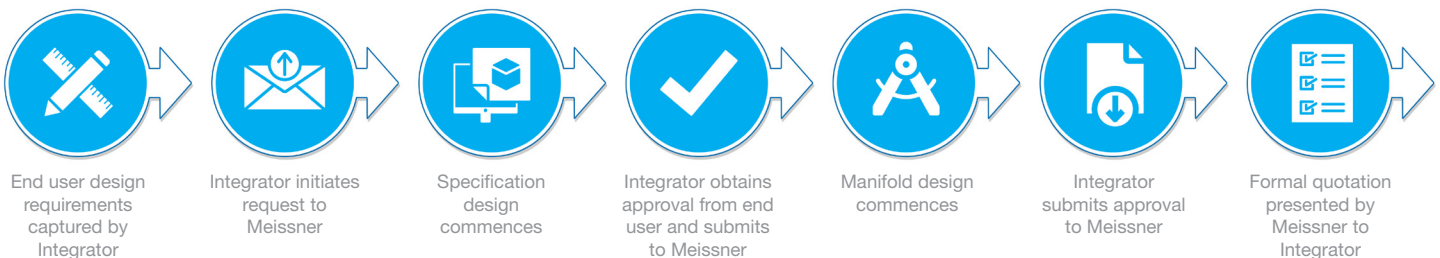 End user design
requirements
captured by
Integrator
Integrator initiates
request to
Meissner
Specification
design
commences
Integrator obtains
approval from end
user and submits
to Meissner
Manifold design
commences
Integrator
submits approval
to Meissner
Formal quotation
presented by
Meissner to
Integrator